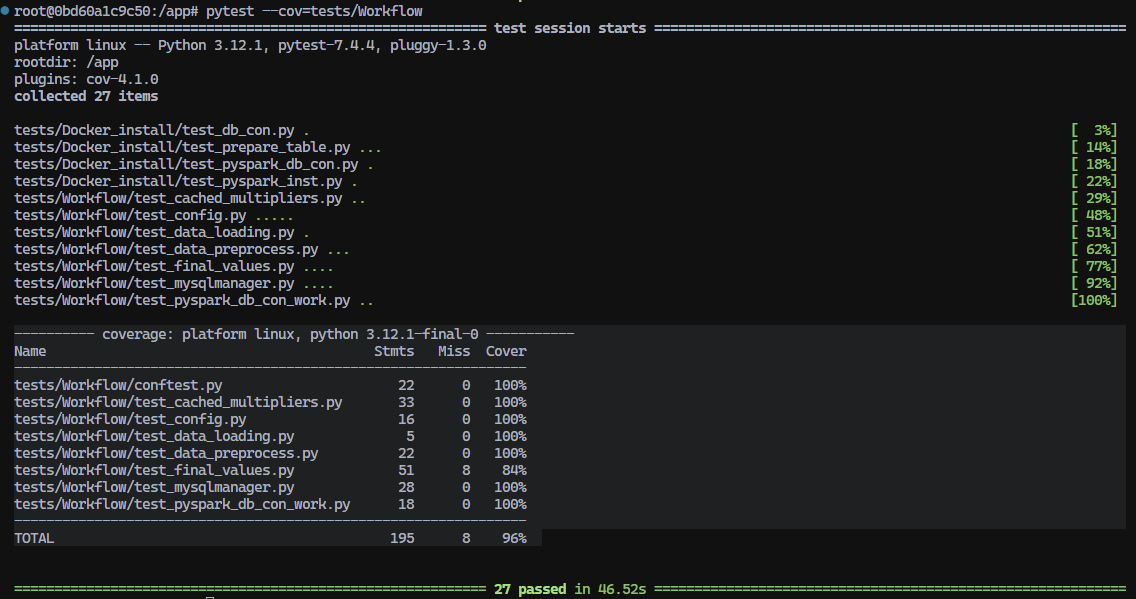 root@0bd60a1c9c50:/app# pytest --cov=tests/Workflow
=========================================================== test session starts ===========================================================
platform linux -- Python 3.12.1, pytest-7.4.4, pluggy-1.3.0
rootdir: /app
plugins: cov-4.1.0
collected 27 items
tests/Docker_install/test_db_con.py . [  3%]
tests/Docker_install/test_prepare_table.py ... [ 14%]
tests/Docker_install/test_pyspark_db_con.py . [ 18%]
tests/Docker_install/test_pyspark_inst.py . [ 22%]
tests/Workflow/test_cached_multipliers.py .. [ 29%]
tests/Workflow/test_config.py ..... [ 48%]
tests/Workflow/test_data_loading.py . [ 51%]
tests/Workflow/test_data_preprocess.py ... [ 62%]
tests/Workflow/test_final_values.py .... [ 77%]
tests/Workflow/test_mysqlmanager.py .... [ 92%]
tests/Workflow/test_pyspark_db_con_work.py .. [100%]
---------- coverage: platform linux, python 3.12.1-final-0 -----------
Name Stmts Miss Cover
----------------------------------------------------------------
tests/Workflow/conftest.py 22 0 100%
tests/Workflow/test_cached_multipliers.py 33 0 100%
tests/Workflow/test_config.py 16 0 100%
tests/Workflow/test_data_loading.py 5 0 100%
tests/Workflow/test_data_preprocess.py 22 0 100%
tests/Workflow/test_final_values.py 51 8 84%
tests/Workflow/test_mysqlmanager.py 28 0 100%
tests/Workflow/test_pyspark_db_con_work.py 18 0 100%
----------------------------------------------------------------
TOTAL 195 8 96%
=========================================================== 27 passed in 46.52s ===========================================================